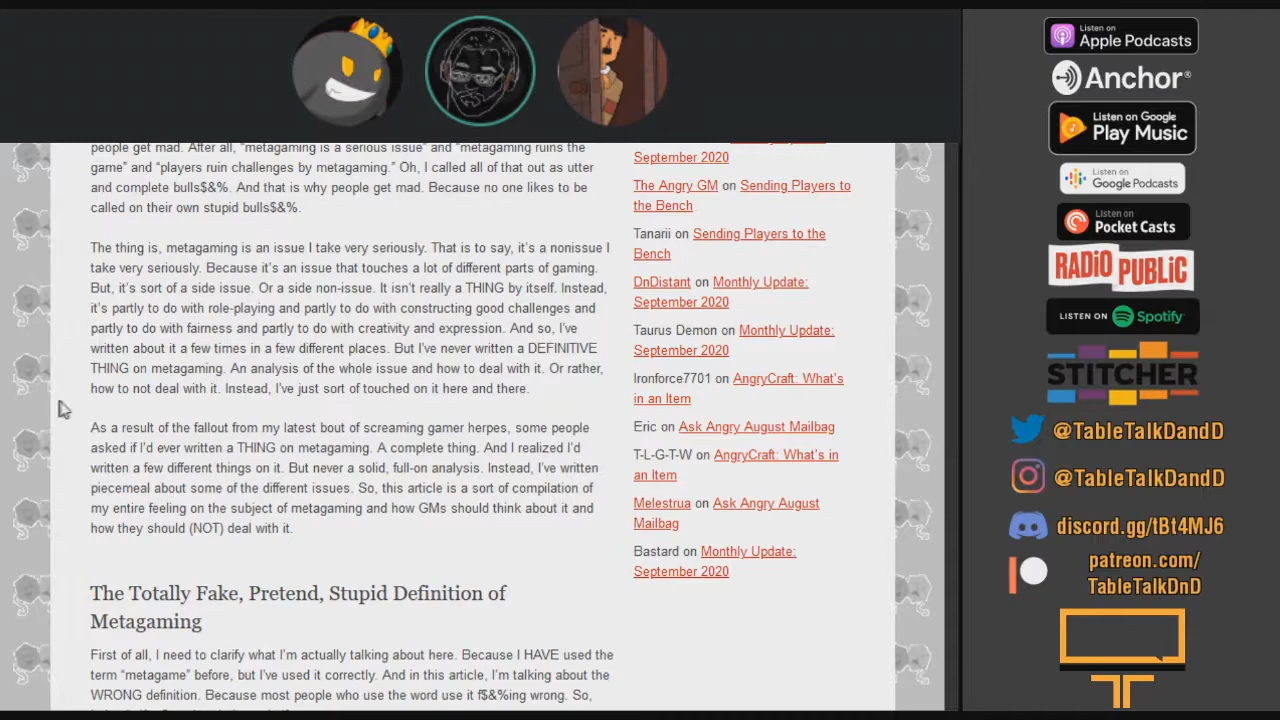 people get mad. After all, “metagaming is a serious issue” and “metagaming ruins the
game” and “players ruin challenges by metagaming.” Oh, I called all of that out as utter
and complete bulls$&%. And that is why people get mad. Because no one likes to be
called on their own stupid bulls$&%.
The thing is, metagaming is an issue I take very seriously. That is to say, it’s a nonissue I
take very seriously. Because it’s an issue that touches a lot of different parts of gaming.
But, it’s sort of a side issue. Or a side non-issue. It isn’t really a THING by itself. Instead,
it’s partly to do with role-playing and partly to do with constructing good challenges and
partly to do with fairness and partly to do with creativity and expression. And so, I’ve
written about it a few times in a few different places. But I’ve never written a DEFINITIVE
THING on metagaming. An analysis of the whole issue and how to deal with it. Or rather,
how to not deal with it. Instead, I’ve just sort of touched on it here and there.
As a result of the fallout from my latest bout of screaming gamer herpes, some people
asked if I’d ever written a THING on metagaming. A complete thing. And I realized I’d
written a few different things on it. But never a solid, full-on analysis. Instead, I’ve written
piecemeal about some of the different issues. So, this article is a sort of compilation of
my entire feeling on the subject of metagaming and how GMs should think about it and
how they should (NOT) deal with it.
The Totally Fake, Pretend, Stupid Definition of
Metagaming
First of all, I need to clarify what I’m actually talking about here. Because I HAVE used the
term “metagame” before, but I’ve used it correctly. And in this article, I’m talking about the
WRONG definition. Because most people who use the word use it f$&%ing wrong. So,
September 2020
The Angry GM on Sending Players to
the Bench
Tanarii on Sending Players to the
Bench
DnDistant on Monthly Update:
September 2020
Taurus Demon on Monthly Update:
September 2020
Ironforce7701 on AngryCraft: What’s
in an Item
Eric on Ask Angry August Mailbag
T-L-G-T-W on AngryCraft: What’s in
an Item
Melestrua on Ask Angry August
Mailbag
Bastard on Monthly Update:
September 2020
Listen on
Apple Podcasts
Anchor®
Listen on Google
Play Music
Listen on
Google Podcasts
Listen on
Pocket Casts
RADiO
PUBLiC
LISTEN ON Spotify
STITCHER
@TableTalkDandD
@TableTalkDandD
discord.gg/tBt4MJ6
patreon.com/
TableTalkDnD